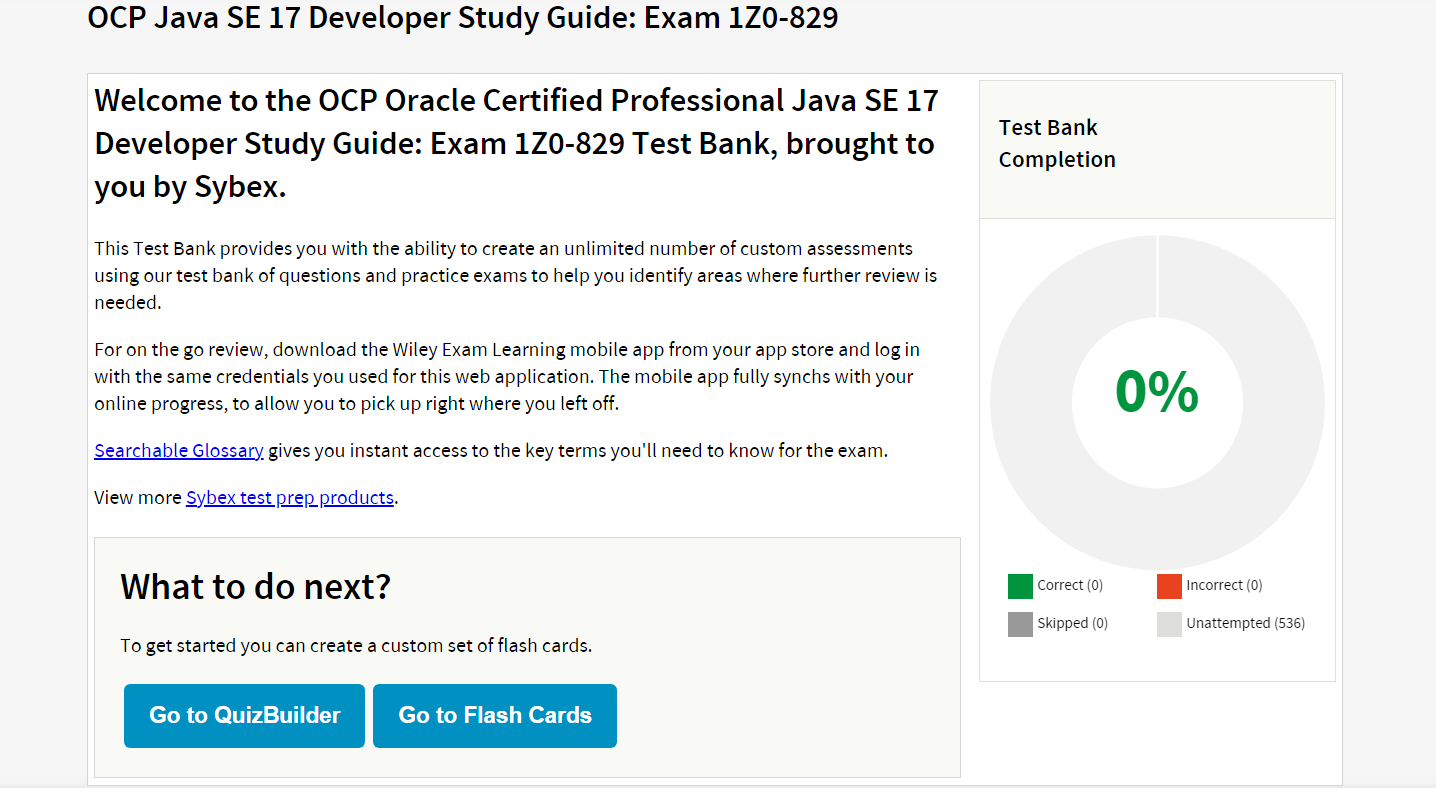 OCP Java SE 17 Developer Study Guide: Exam 1Z0-829
Welcome to the OCP Oracle Certified Professional Java SE 17
Developer Study Guide: Exam 1Z0-829 Test Bank, brought to
you by Sybex.
This Test Bank provides you with the ability to create an unlimited number of custom assessments
using our test bank of questions and practice exams to help you identify areas where further review is
needed.
For on the go review, download the Wiley Exam Learning mobile app from your app store and log in
with the same credentials you used for this web application. The mobile app fully synchs with your
online progress, to allow you to pick up right where you left off.
Searchable Glossary gives you instant access to the key terms you'll need to know for the exam.
View more Sybex test prep products.
What to do next?
To get started you can create a custom set of flash cards.
Go to QuizBuilder
Go to Flash Cards
Test Bank
Completion
0%
Correct (0)
Incorrect (0)
Skipped (0)
Unattempted (536)